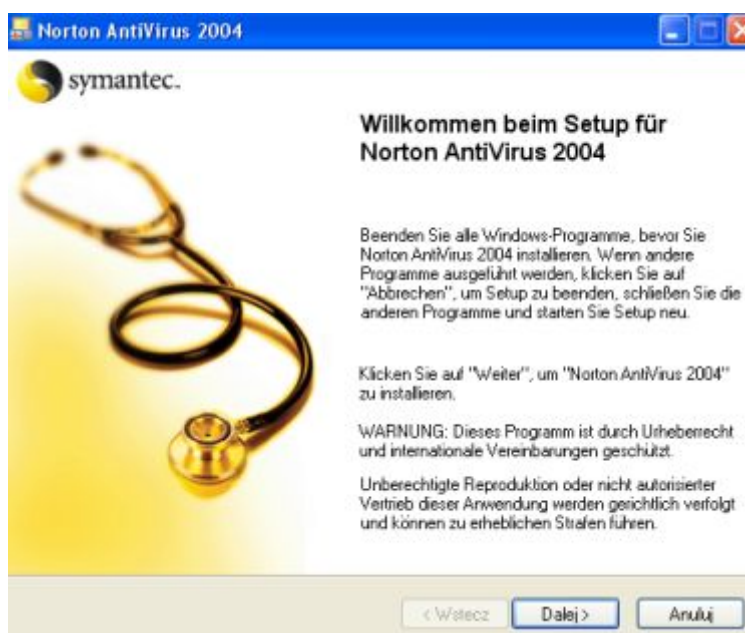 Norton AntiVirus 2004
symantec.
Willkommen beim Setup für
Norton AntiVirus 2004
Beenden Sie alle Windows-Programme, bevor Sie
Norton AntiVirus 2004 installieren. Wenn andere
Programme ausgeführt werden, klicken Sie auf
"Abbrechen", um Setup zu beenden, schließen Sie die
anderen Programme und starten Sie Setup neu.
Klicken Sie auf "Weiter", um "Norton AntiVirus 2004"
zu installieren.
WARNUNG: Dieses Programm ist durch Urheberrecht
und internationale Vereinbarungen geschützt.
Unberechtigte Reproduktion oder nicht autorisierter
Vertrieb dieser Anwendung werden gerichtlich verfolgt
und können zu erheblichen Strafen führen.
< Wstecz Dalej > Anuluj